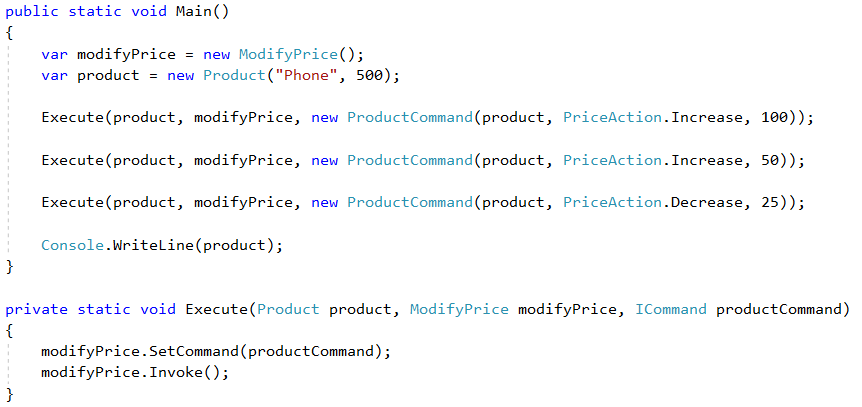 public static void Main()
{
    var modifyPrice = new ModifyPrice();
    var product = new Product("Phone", 500);
    Execute(product, modifyPrice, new ProductCommand(product, PriceAction.Increase, 100));
    Execute(product, modifyPrice, new ProductCommand(product, PriceAction.Increase, 50));
    Execute(product, modifyPrice, new ProductCommand(product, PriceAction.Decrease, 25));
    Console.WriteLine(product);
}
private static void Execute(Product product, ModifyPrice modifyPrice, ICommand productCommand)
{
    modifyPrice.SetCommand(productCommand);
    modifyPrice.Invoke();
}